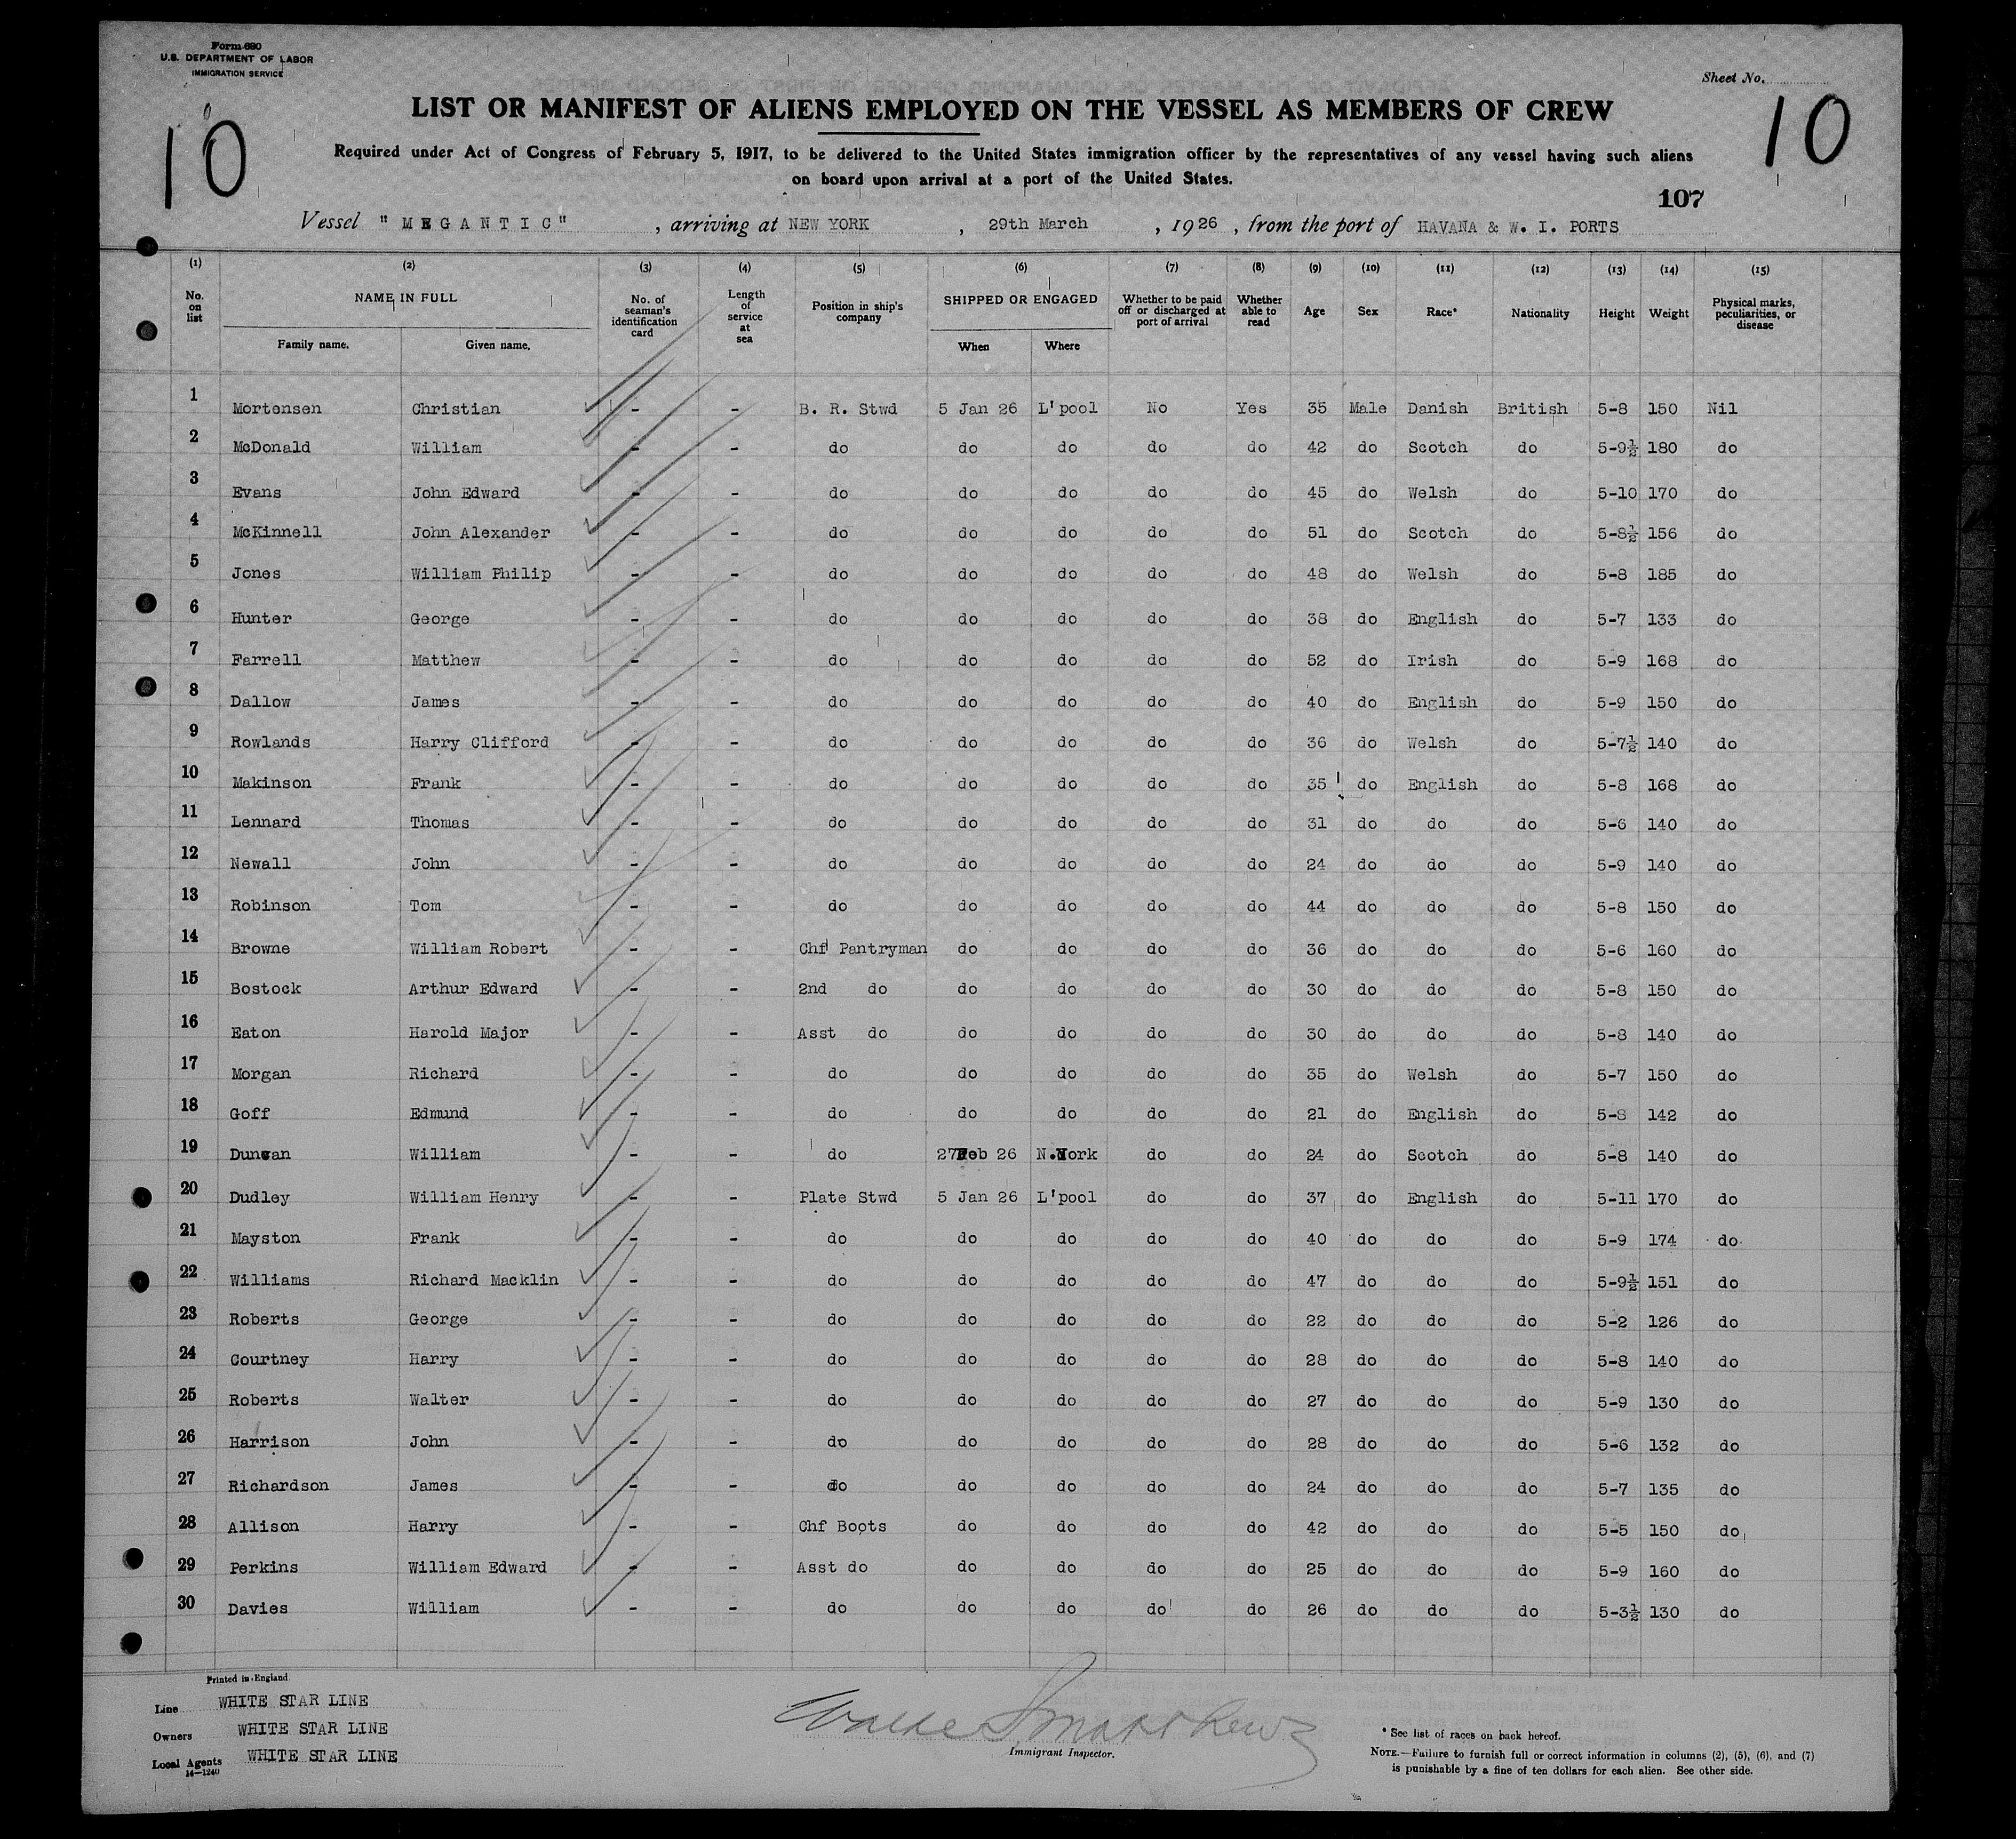 Form 680
U.S. DEPARTMENT OF LABOR
IMMIGRATION SERVICE
Sheet No.
10
10
LIST OR MANIFEST OF ALIENS EMPLOYED ON THE VESSEL AS MEMBERS OF CREW
Required under Act of Congress of February 5, 1917, to be delivered to the United States immigration officer by the representatives of any vessel having such aliens
on board upon arrival at a port of the United States.
107
Vessel "MEGANTIC", arriving at NEW YORK, 29th March, 1926, from the port of HAVANA & W. I. PORTS
(1) (2) (3) (4) (5) (6) (7) (8) (9) (10) (11) (12) (13) (14) (15)
No. on list NAME IN FULL Family name. Given name. No. of seaman's identification card Length of service at sea Position in ship's company SHIPPED OR ENGAGED When Where Whether to be paid off or discharged at port of arrival Whether able to read Age Sex Race* Nationality Height Weight Physical marks, peculiarities, or disease
1 Mortensen Christian - - B. R. Stwd 5 Jan 26 L'pool No Yes 35 Male Danish British 5-8 150 Nil
2 McDonald William - - do do do do do 42 do Scotch do 5-9½ 180 do
3 Evans John Edward - - do do do do do 45 do Welsh do 5-10 170 do
4 McKinnell John Alexander - - do do do do do 51 do Scotch do 5-8½ 156 do
5 Jones William Philip - - do do do do do 48 do Welsh do 5-8 185 do
6 Hunter George - - do do do do do 38 do English do 5-7 133 do
7 Farrell Matthew - - do do do do do 52 do Irish do 5-9 168 do
8 Dallow James - - do do do do do 40 do English do 5-9 150 do
9 Rowlands Harry Clifford - - do do do do do 36 do Welsh do 5-7½ 140 do
10 Makinson Frank - - do do do do do 35 do English do 5-8 168 do
11 Lennard Thomas - - do do do do do 31 do do do 5-6 140 do
12 Newall John - - do do do do do 24 do do do 5-9 140 do
13 Robinson Tom - - do do do do do 44 do do do 5-8 150 do
14 Browne William Robert - - Chf Pantryman do do do do 36 do do do 5-6 160 do
15 Bostock Arthur Edward - - 2nd do do do do do 30 do do do 5-8 150 do
16 Eaton Harold Major - - Asst do do do do do 30 do do do 5-8 140 do
17 Morgan Richard - - do do do do do 35 do Welsh do 5-7 150 do
18 Goff Edmund - - do do do do do 21 do English do 5-8 142 do
19 Duncan William - - do 27 Feb 26 N.York do do 24 do Scotch do 5-8 140 do
20 Dudley William Henry - - Plate Stwd 5 Jan 26 L'pool do do 37 do English do 5-11 170 do
21 Mayston Frank - - do do do do do 40 do do do 5-9 174 do
22 Williams Richard Macklin - - do do do do do 47 do do do 5-9½ 151 do
23 Roberts George - - do do do do do 22 do do do 5-2 126 do
24 Courtney Harry - - do do do do do 28 do do do 5-8 140 do
25 Roberts Walter - - do do do do do 27 do do do 5-9 130 do
26 Harrison John - - do do do do do 28 do do do 5-6 132 do
27 Richardson James - - do do do do do 24 do do do 5-7 135 do
28 Allison Harry - - Chf Boots do do do do 42 do do do 5-5 150 do
29 Perkins William Edward - - Asst do do do do do 25 do do do 5-9 160 do
30 Davies William - - do do do do do 26 do do do 5-3½ 130 do
Printed in England
Line WHITE STAR LINE
Owners WHITE STAR LINE
Local Agents WHITE STAR LINE
14—1240
Immigrant Inspector.
* See list of races on back hereof.
NOTE.—Failure to furnish full or correct information in columns (2), (5), (6), and (7)
is punishable by a fine of ten dollars for each alien. See other side.